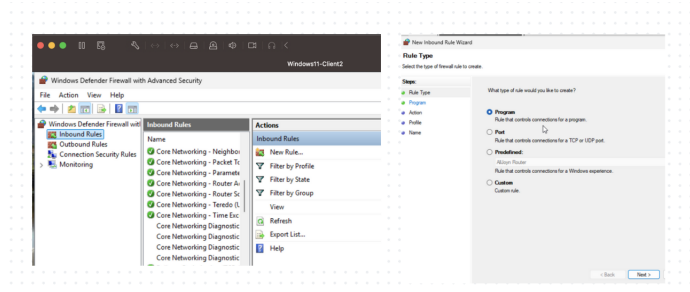 Windows11-Client2
Windows Defender Firewall with Advanced Security
File Action View Help
Windows Defender Firewall wit
Inbound Rules
Outbound Rules
Connection Security Rules
Monitoring
Inbound Rules
Name
Core Networking - Neighbo
Core Networking - Packet To
Core Networking - Paramete
Core Networking - Router A
Core Networking - Router So
Core Networking - Teredo (U
Core Networking - Time Exc
Core Networking Diagnostic
Core Networking Diagnostic
Core Networking Diagnostic
Core Networking Diagnostic
Actions
Inbound Rules
New Rule...
Filter by Profile
Filter by State
Filter by Group
View
Refresh
Export List...
Help
New Inbound Rule Wizard
Rule Type
Select the type of firewall rule to create.
Steps:
Rule Type
Program
Action
Profile
Name
What type of rule would you like to create?
Program
Rule that controls connections for a program.
Port
Rule that controls connections for a TCP or UDP port.
Predefined:
AllJoyn Router
Rule that controls connections for a Windows experience.
Custom
Custom rule.
< Back
Next >